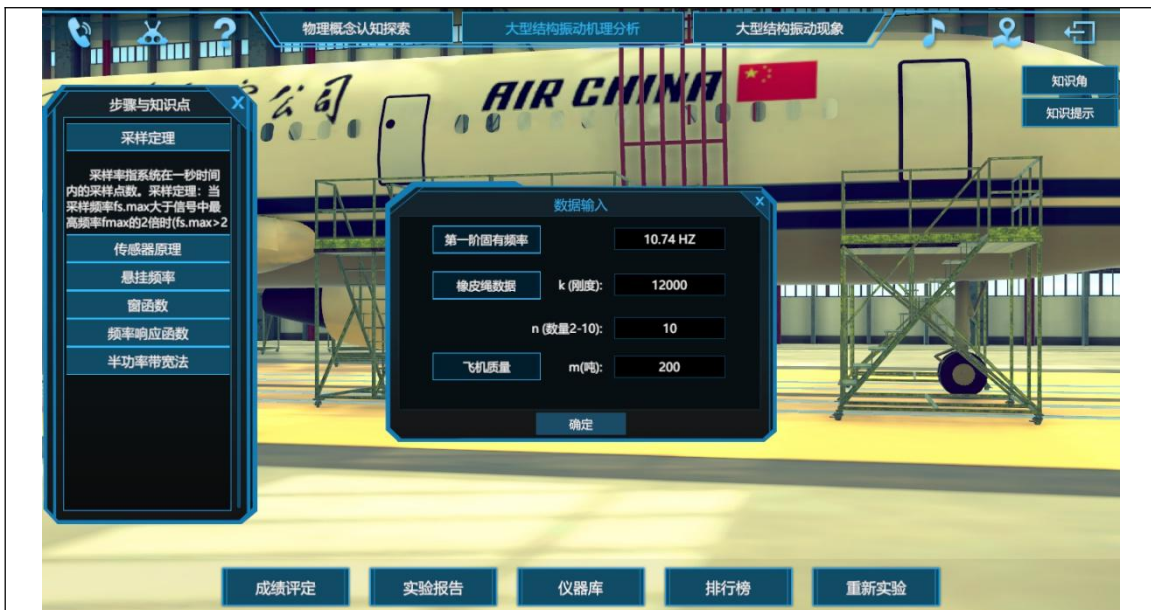 物理概念认知探索
大型结构振动机理分析
大型结构振动现象
公司
AIR CHINA
知识角
知识提示
步骤与知识点
X
采样定理
采样率指系统在一秒时间
内的采样点数。采样定理：当
采样频率fs.max大于信号中最
高频率fmax的2倍时(fs.max>2
传感器原理
悬挂频率
窗函数
频率响应函数
半功率带宽法
数据输入
X
第一阶固有频率 10.74 HZ
橡皮绳数据 k (刚度): 12000
n (数量2-10): 10
飞机质量 m(吨): 200
确定
成绩评定
实验报告
仪器库
排行榜
重新实验